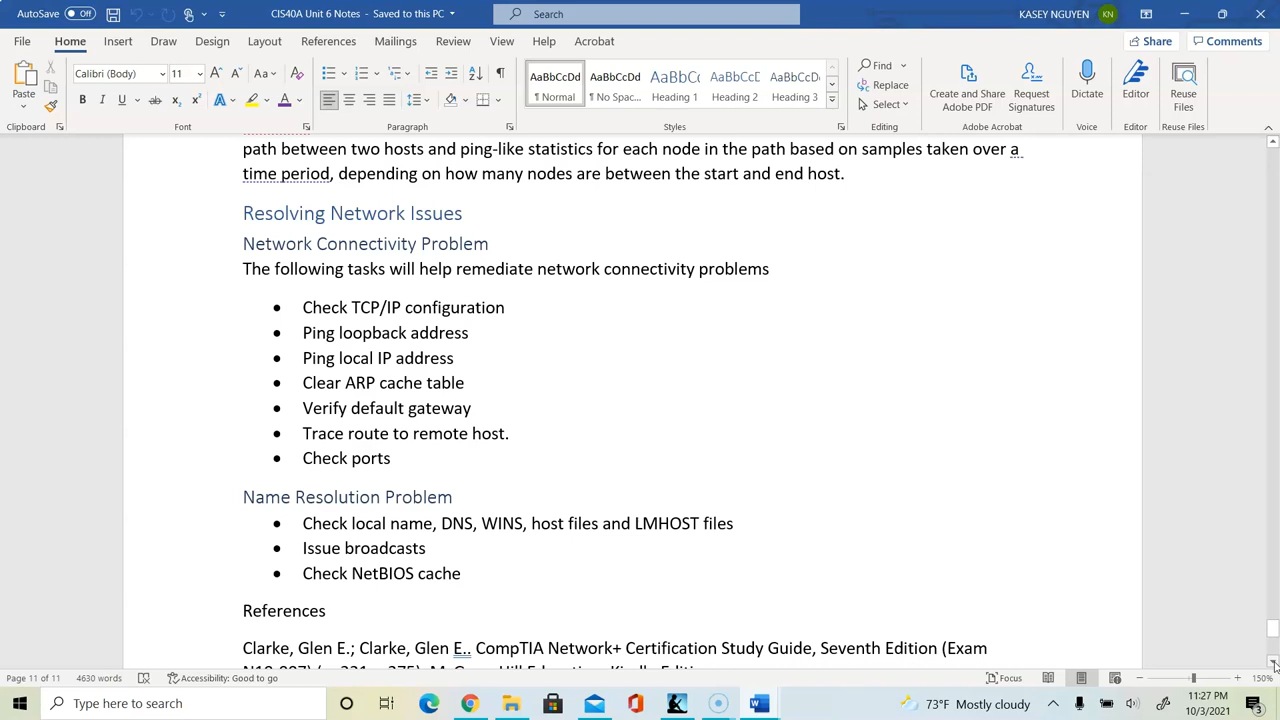 AutoSave Off CIS40A Unit 6 Notes - Saved to this PC Search KASEY NGUYEN KN
File Home Insert Draw Design Layout References Mailings Review View Help Acrobat Share Comments
Paste Calibri (Body) 11 Aa AaBbCcDd AaBbCcDd AaBbC AaBbCcD AaBbCcD Find
¶ Normal ¶ No Spac... Heading 1 Heading 2 Heading 3 Replace
Select
Create and Share Adobe PDF Request Signatures Dictate Editor Reuse Files
Clipboard Font Paragraph Styles Editing Adobe Acrobat Voice Editor Reuse Files
path between two hosts and ping-like statistics for each node in the path based on samples taken over a
time period, depending on how many nodes are between the start and end host.
Resolving Network Issues
Network Connectivity Problem
The following tasks will help remediate network connectivity problems
• Check TCP/IP configuration
• Ping loopback address
• Ping local IP address
• Clear ARP cache table
• Verify default gateway
• Trace route to remote host.
• Check ports
Name Resolution Problem
• Check local name, DNS, WINS, host files and LMHOST files
• Issue broadcasts
• Check NetBIOS cache
References
Clarke, Glen E.; Clarke, Glen E.. CompTIA Network+ Certification Study Guide, Seventh Edition (Exam
Page 11 of 11 4630 words Accessibility: Good to go Focus 150%
Type here to search 73°F Mostly cloudy 11:27 PM
10/3/2021 3